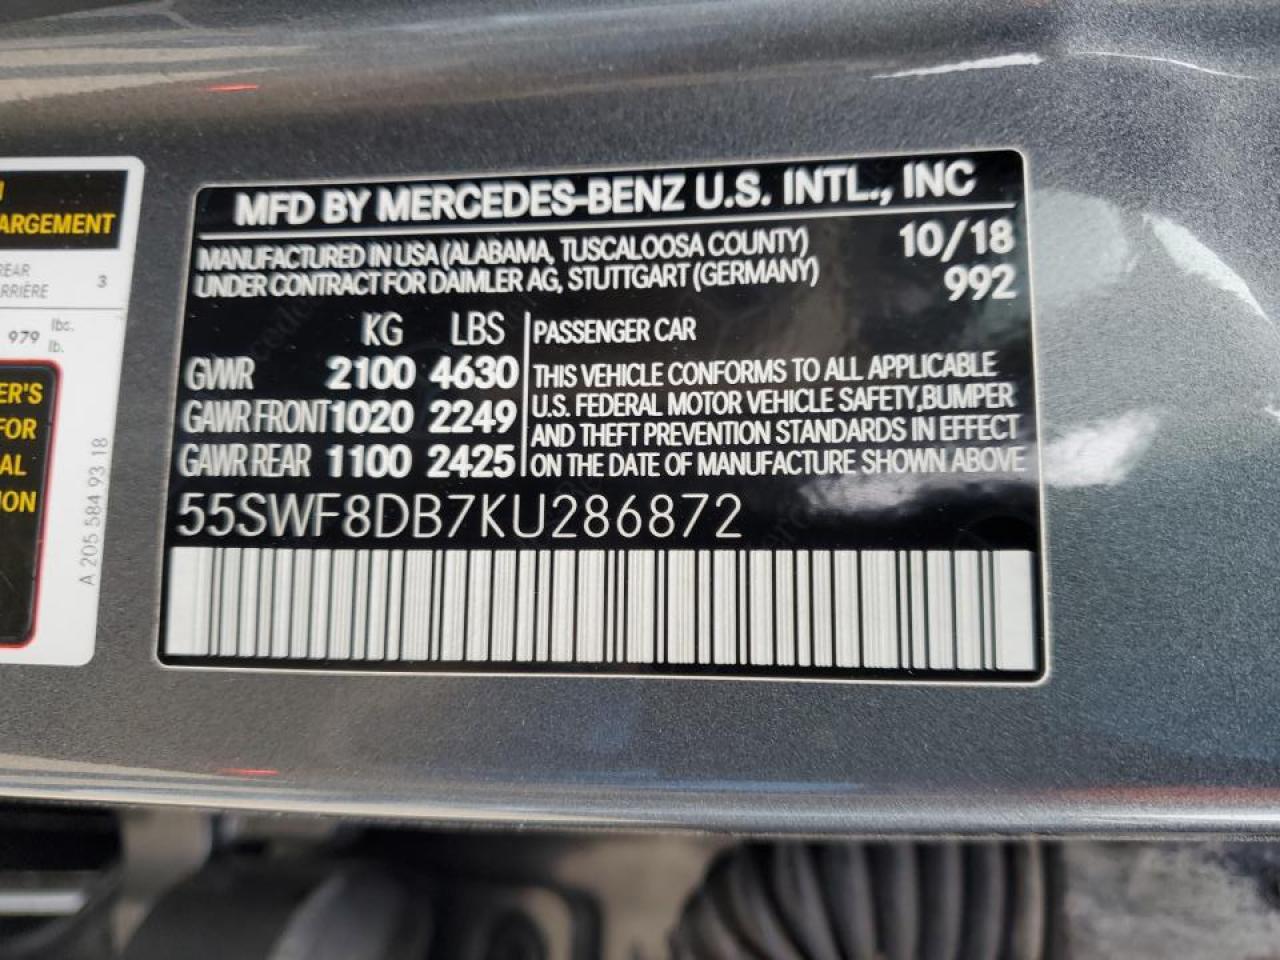 ARGEMENT
REAR 3
RRIÈRE
979 lbs.
lb.
ER'S
FOR
AL
ION
A 205 584 93 18
MFD BY MERCEDES-BENZ U.S. INTL., INC
MANUFACTURED IN USA (ALABAMA, TUSCALOOSA COUNTY) 10/18
UNDER CONTRACT FOR DAIMLER AG, STUTTGART (GERMANY) 992
KG LBS
GVWR 2100 4630
GAWR FRONT 1020 2249
GAWR REAR 1100 2425
PASSENGER CAR
THIS VEHICLE CONFORMS TO ALL APPLICABLE
U.S. FEDERAL MOTOR VEHICLE SAFETY,BUMPER
AND THEFT PREVENTION STANDARDS IN EFFECT
ON THE DATE OF MANUFACTURE SHOWN ABOVE
55SWF8DB7KU286872